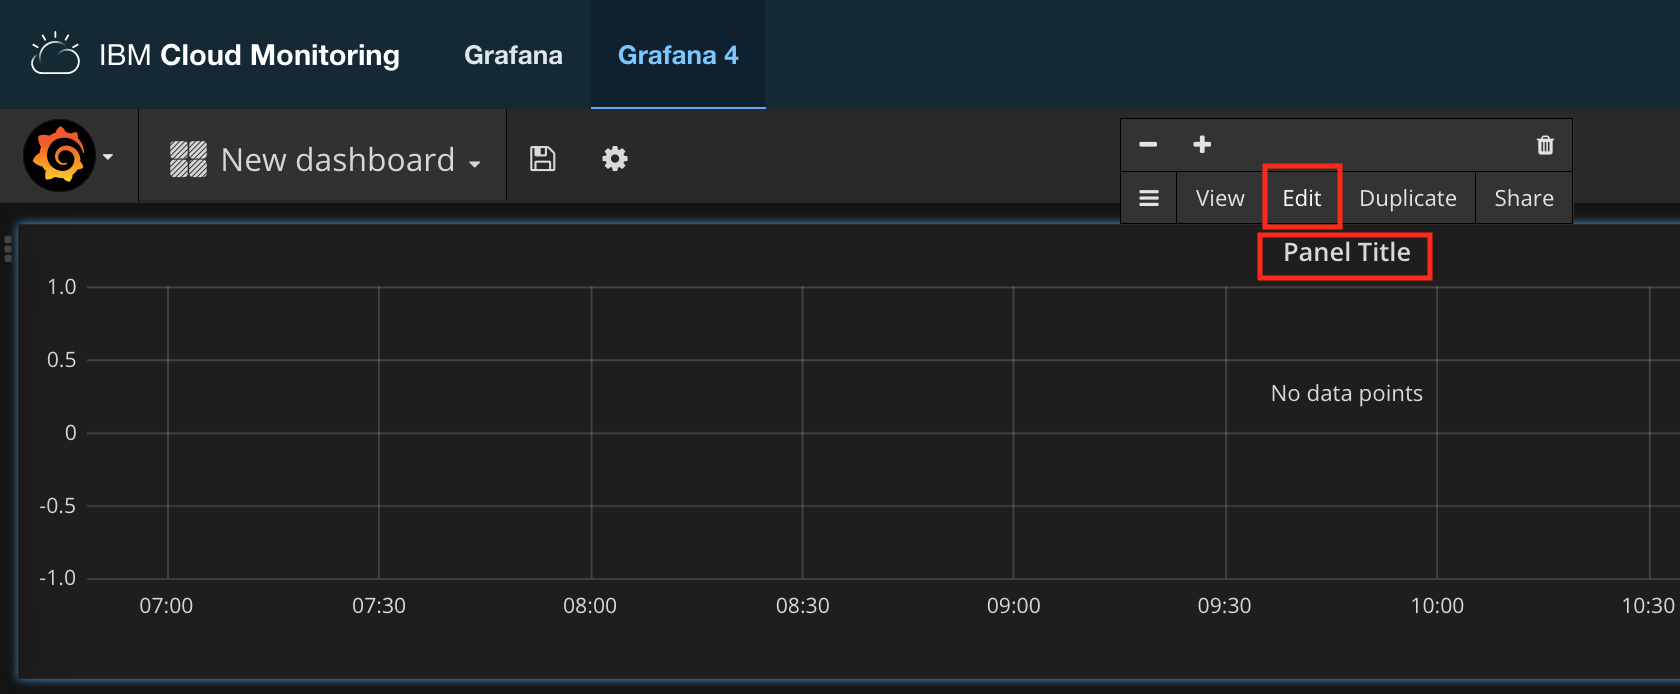 IBM Cloud Monitoring Grafana Grafana 4
New dashboard
View Edit Duplicate Share
Panel Title
1.0
0.5
No data points
0
-0.5
-1.0
07:00 07:30 08:00 08:30 09:00 09:30 10:00 10:30